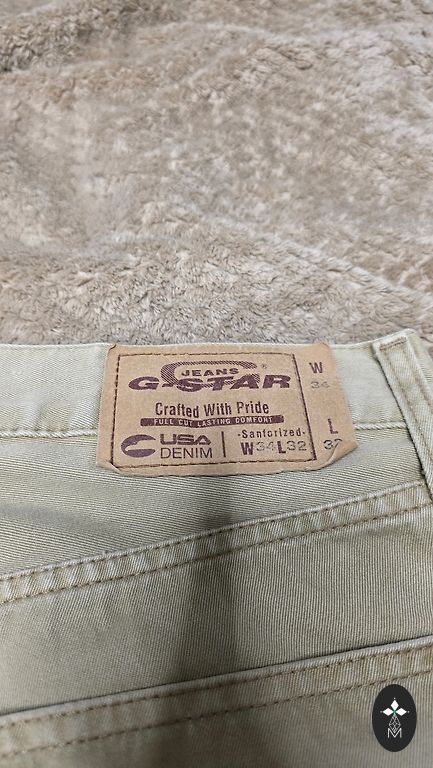 JEANS
G-STAR®
W
34
Crafted With Pride
FULL CUT LASTING COMFORT
USA
DENIM
-Sanforized-
W34L32
L
32
M